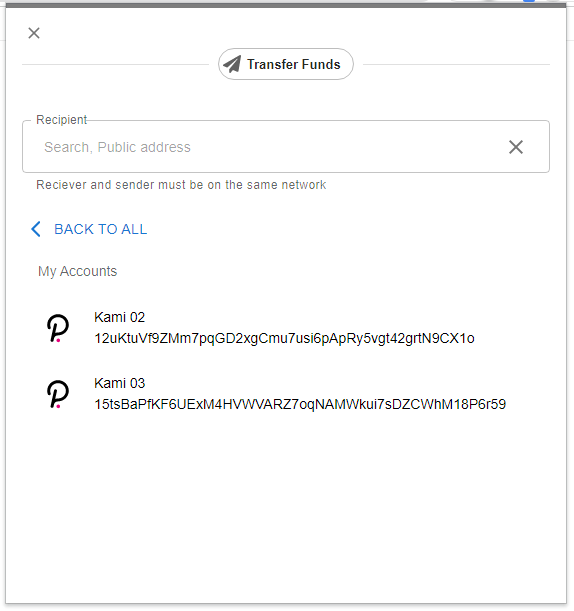 Transfer Funds
Recipient
Search, Public address
Reciever and sender must be on the same network
BACK TO ALL
My Accounts
Kami 02
12uKtuVf9ZMm7pqGD2xgCmu7usi6pApRy5vgt42grtN9CX1o
Kami 03
15tsBaPfKF6UExM4HVWVARZ7oqNAMWkui7sDZCWhM18P6r59